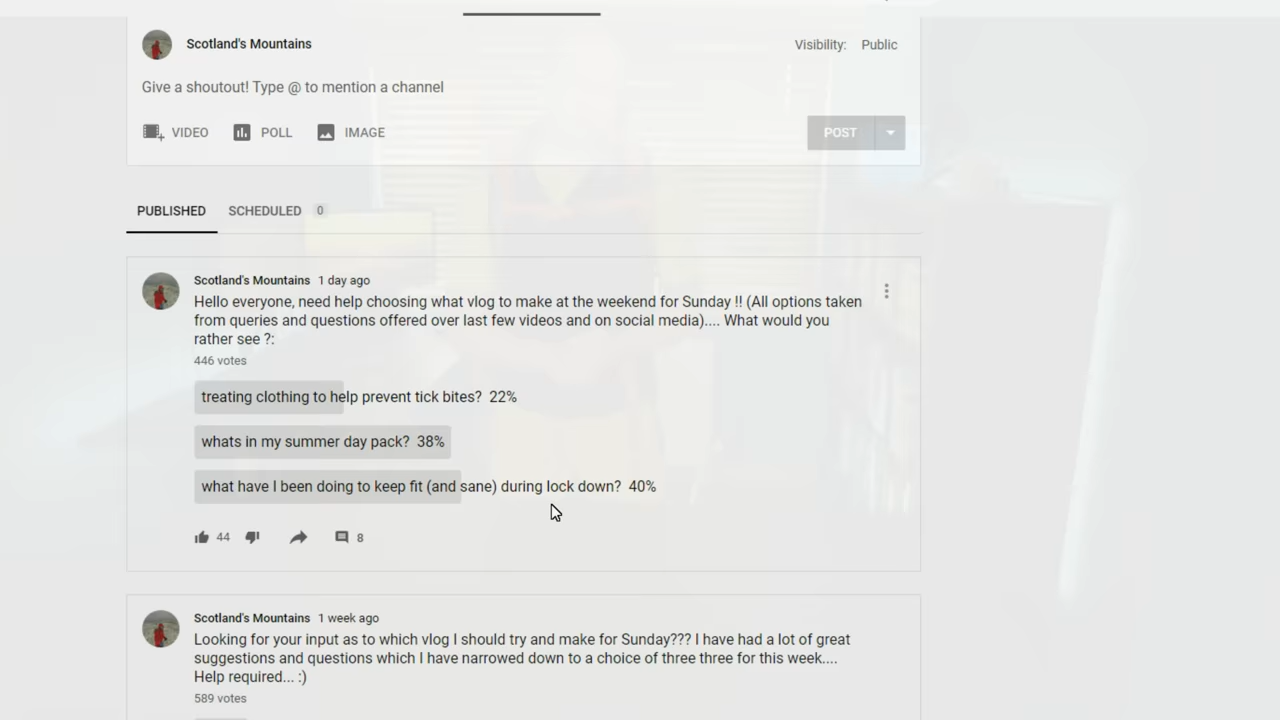 Scotland's Mountains
Visibility: Public
Give a shoutout! Type @ to mention a channel
VIDEO POLL IMAGE
POST
PUBLISHED SCHEDULED 0
Scotland's Mountains 1 day ago
Hello everyone, need help choosing what vlog to make at the weekend for Sunday !! (All options taken
from queries and questions offered over last few videos and on social media).... What would you
rather see ?:
446 votes
treating clothing to help prevent tick bites? 22%
whats in my summer day pack? 38%
what have I been doing to keep fit (and sane) during lock down? 40%
44 8
Scotland's Mountains 1 week ago
Looking for your input as to which vlog I should try and make for Sunday??? I have had a lot of great
suggestions and questions which I have narrowed down to a choice of three three for this week....
Help required... :)
589 votes